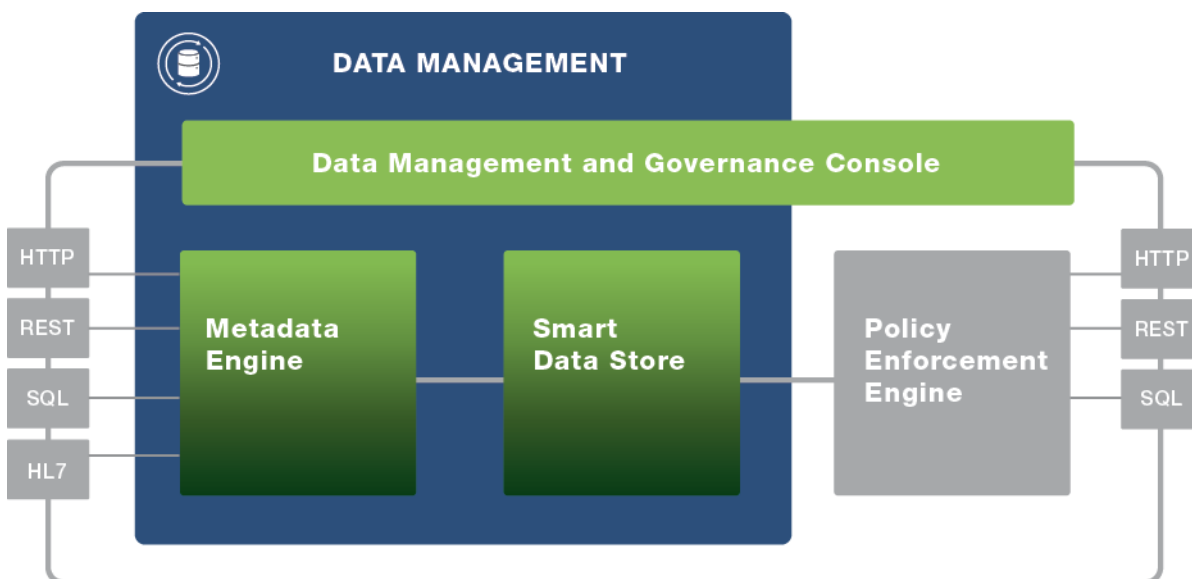 DATA MANAGEMENT
Data Management and Governance Console
HTTP
REST
SQL
HL7
Metadata
Engine
Smart
Data Store
Policy
Enforcement
Engine
HTTP
REST
SQL